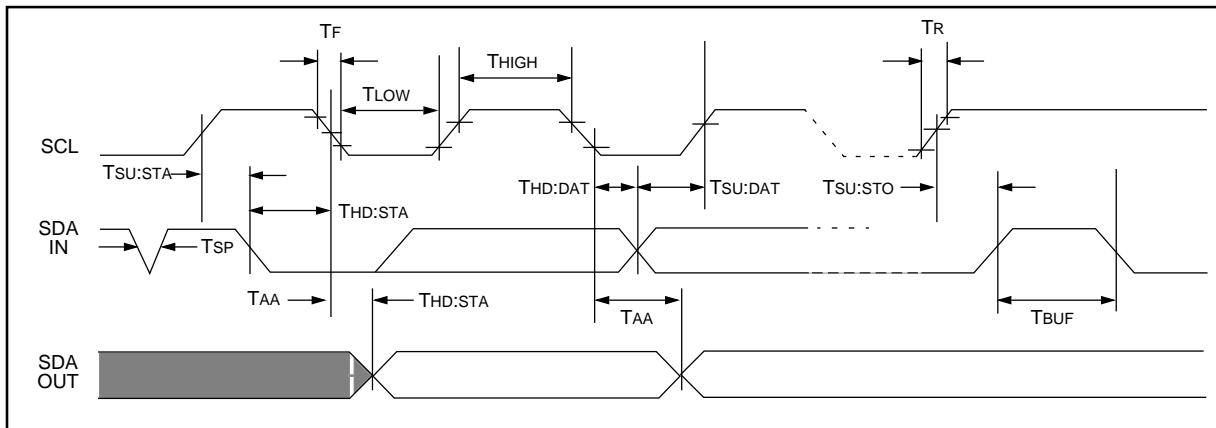 TF
TR
THIGH
TLOW
SCL
TSU:STA
THD:DAT
TSU:DAT
TSU:STO
THD:STA
SDA
IN
TSP
TAA
THD:STA
TAA
TBUF
SDA
OUT